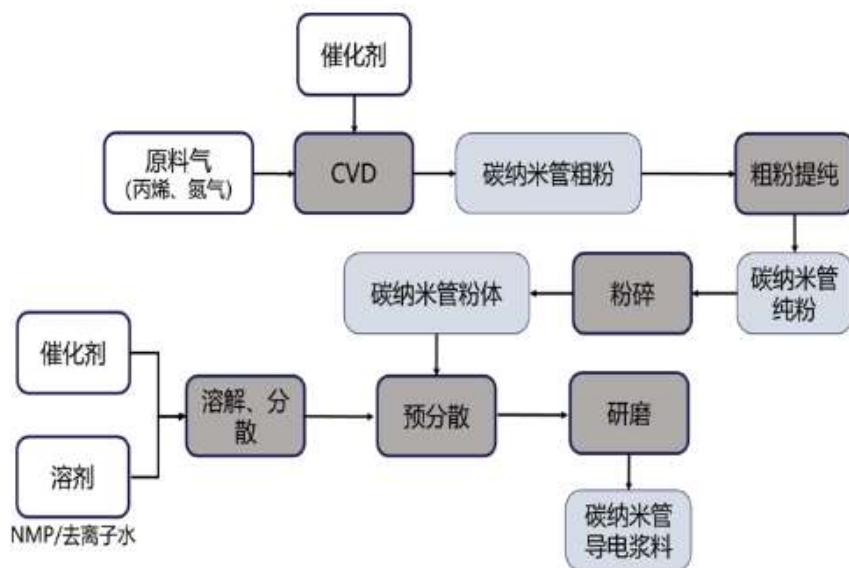 催化剂
原料气
(丙烯、氮气)
CVD
碳纳米管粗粉
粗粉提纯
碳纳米管粉体
粉碎
碳纳米管
纯粉
催化剂
溶解、分
散
预分散
研磨
溶剂
NMP/去离子水
碳纳米管
导电浆料